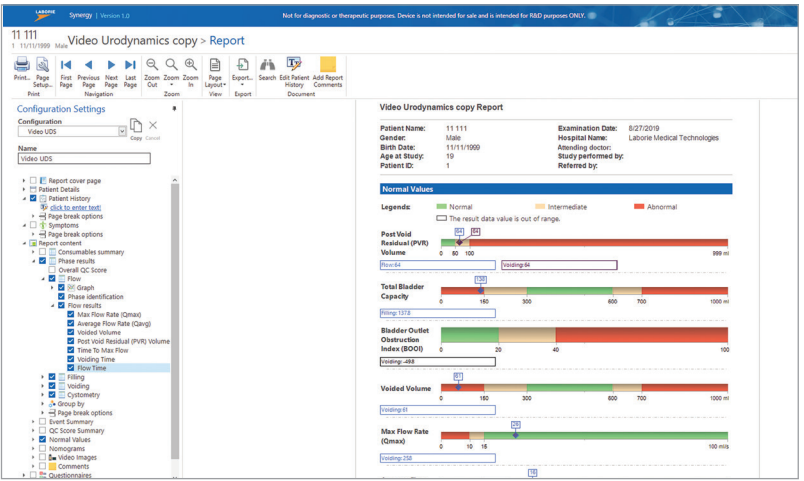 LABORIE Synergy | Version 1.0 Not for diagnostic or therapeutic purposes. Device is not intended for sale and is intended for R&D purposes ONLY.
11 111
1 11/11/1999 Male Video Urodynamics copy > Report
Print... Page Setup... First Page Previous Page Next Page Last Page Zoom Out Zoom Zoom In Page Layout Export... Search Edit Patient History Add Report Comments
Print Navigation Zoom View Export Document
Configuration Settings
Configuration
Video UDS
Copy Cancel
Name
Video UDS
Report cover page
Patient Details
Patient History
click to enter text!
Page break options
Symptoms
Page break options
Report content
Consumables summary
Phase results
Overall QC Score
Flow
Graph
Phase identification
Flow results
Max Flow Rate (Qmax)
Average Flow Rate (Qavg)
Voided Volume
Post Void Residual (PVR) Volume
Time To Max Flow
Voiding Time
Flow Time
Filling
Voiding
Cystometry
Group by
Page break options
Event Summary
QC Score Summary
Normal Values
Nomograms
Video Images
Comments
Questionnaires
Video Urodynamics copy Report
Patient Name: 11 111 Examination Date: 8/27/2019
Gender: Male Hospital Name: Laborie Medical Technologies
Birth Date: 11/11/1999 Attending doctor:
Age at Study: 19 Study performed by:
Patient ID: 1 Referred by:
Normal Values
Legends: Normal Intermediate Abnormal
The result data value is out of range.
Post Void Residual (PVR) Volume
64 64
0 50 100 999 ml
Flow:64 Voiding:64
Total Bladder Capacity
138
0 150 300 600 700 1000 ml
Filling: 137.8
Bladder Outlet Obstruction Index (BOOI)
0 20 40 100
Voiding: -49.8
Voided Volume
61
0 150 300 600 700 1000 ml
Voiding:61
Max Flow Rate (Qmax)
26
0 10 15 100 ml/s
Voiding:25.8
16